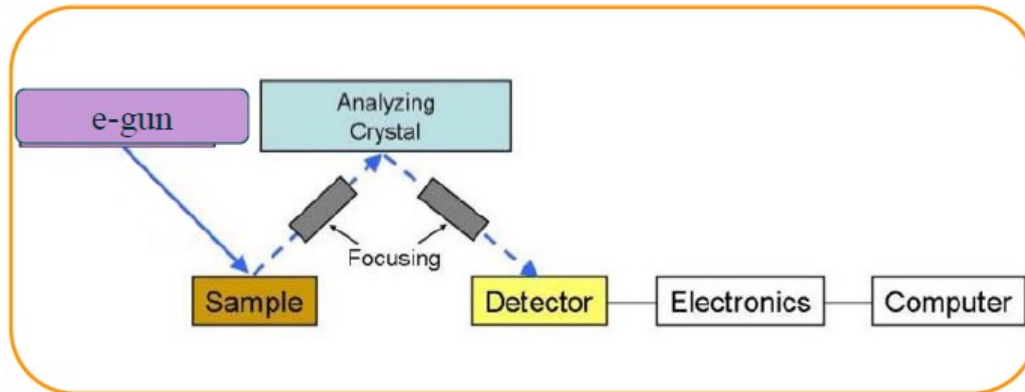 e-gun
Analyzing
Crystal
Focusing
Sample
Detector
Electronics
Computer